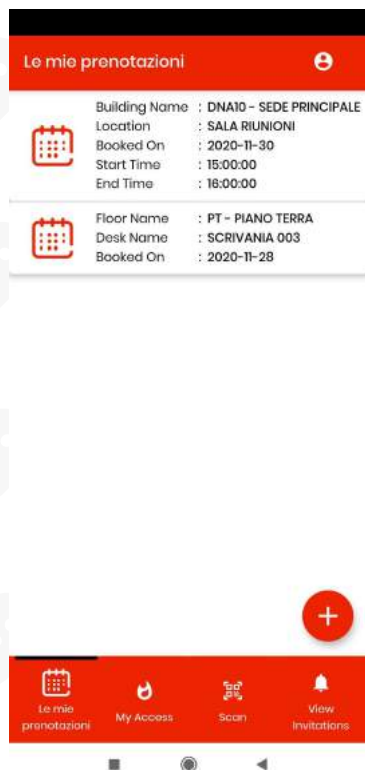 Le mie prenotazioni
Building Name : DNA10 - SEDE PRINCIPALE
Location : SALA RIUNIONI
Booked On : 2020-11-30
Start Time : 15:00:00
End Time : 16:00:00
Floor Name : PT - PIANO TERRA
Desk Name : SCRIVANIA 003
Booked On : 2020-11-28
Le mie
prenotazioni
My Access
Scan
View
Invitations